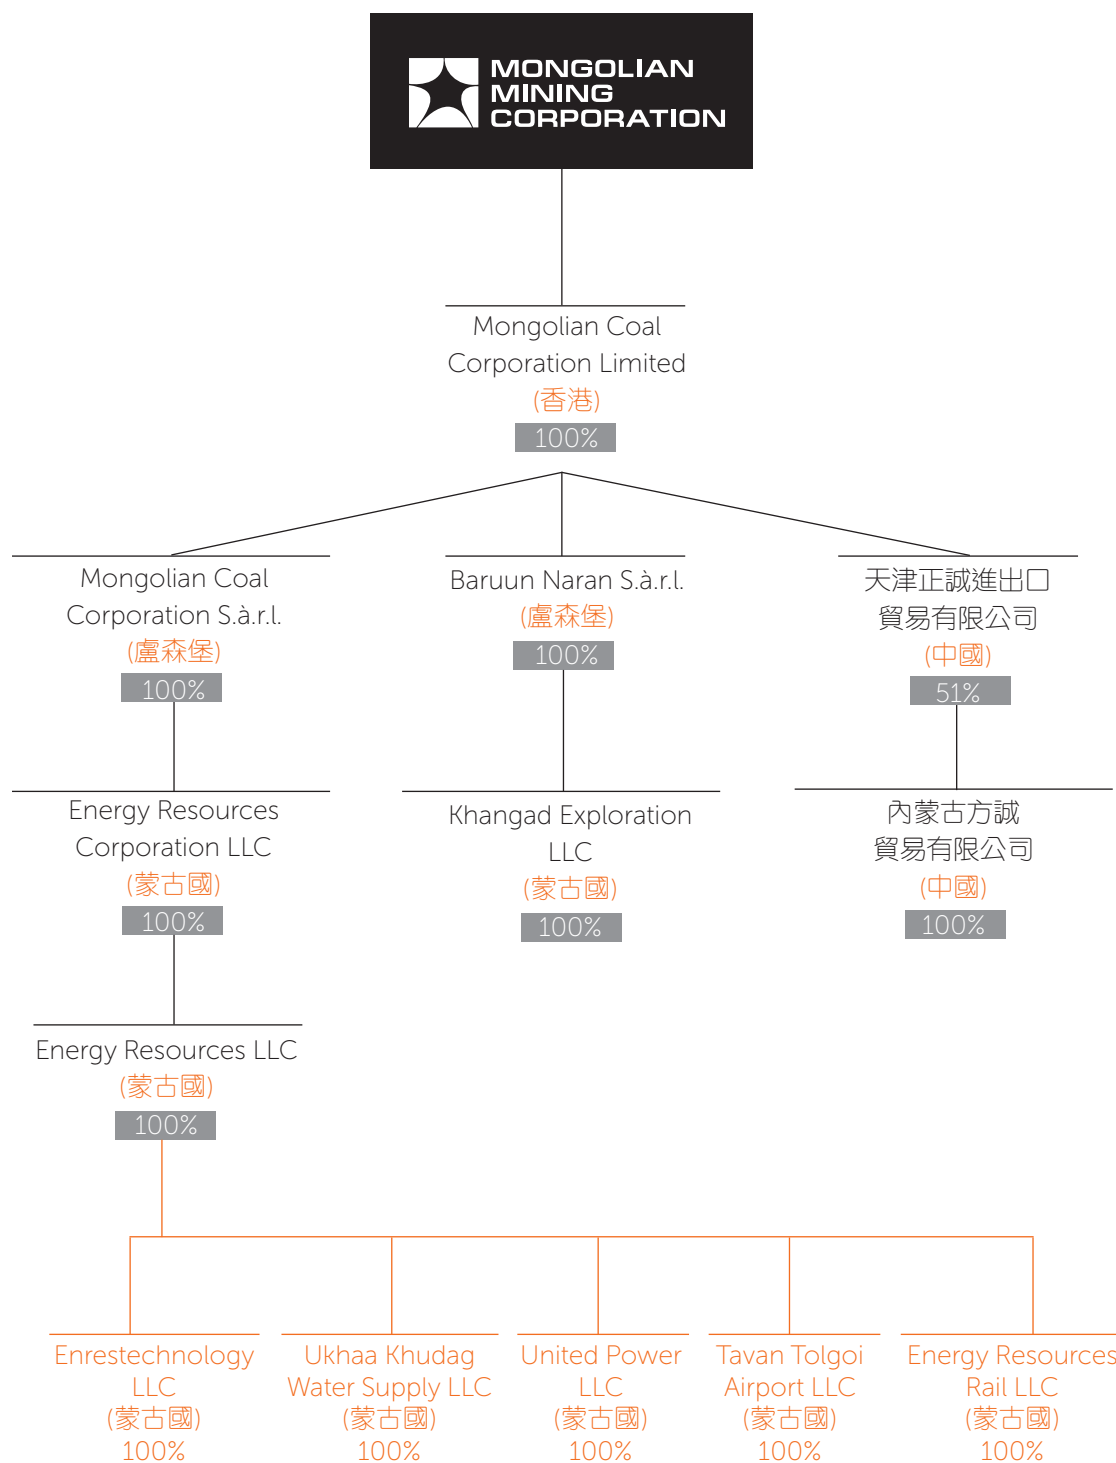 MONGOLIAN
MINING
CORPORATION
Mongolian Coal
Corporation Limited
(香港)
100%
Mongolian Coal
Corporation S.à.r.l.
(盧森堡)
100%
Baruun Naran S.à.r.l.
(盧森堡)
100%
天津正誠進出口
貿易有限公司
(中國)
51%
Energy Resources
Corporation LLC
(蒙古國)
100%
Khangad Exploration
LLC
(蒙古國)
100%
內蒙古方誠
貿易有限公司
(中國)
100%
Energy Resources LLC
(蒙古國)
100%
Enrestechnology
LLC
(蒙古國)
100%
Ukhaa Khudag
Water Supply LLC
(蒙古國)
100%
United Power
LLC
(蒙古國)
100%
Tavan Tolgoi
Airport LLC
(蒙古國)
100%
Energy Resources
Rail LLC
(蒙古國)
100%